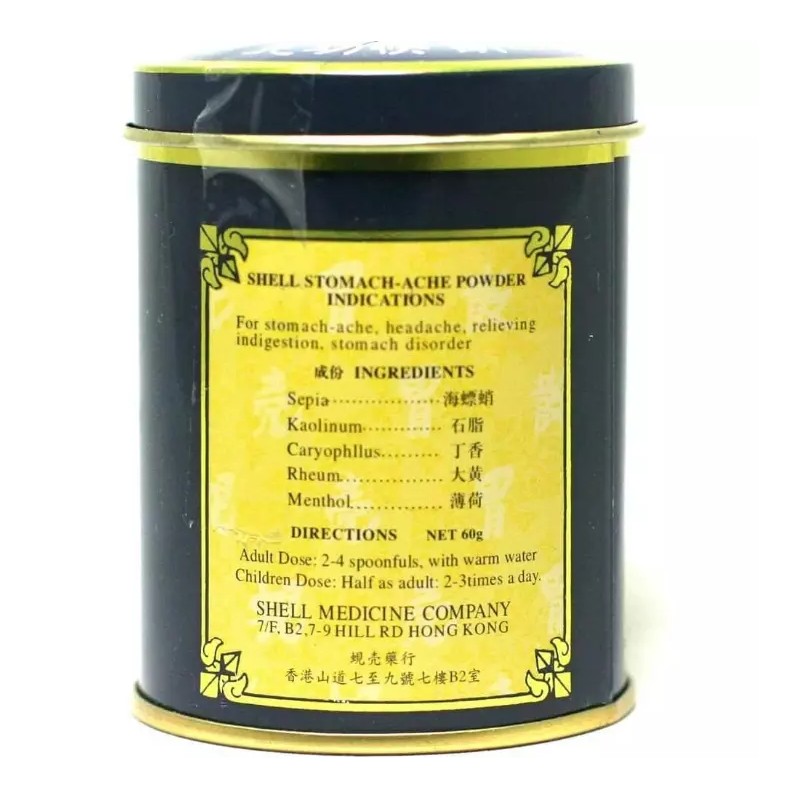 SHELL STOMACH-ACHE POWDER
INDICATIONS
For stomach-ache, headache, relieving
indigestion, stomach disorder
成份 INGREDIENTS
Sepia.................海螵蛸
Kaolinum.............石脂
Caryophllus..........丁香
Rheum................大黃
Menthol..............薄荷
DIRECTIONS NET 60g
Adult Dose: 2-4 spoonfuls, with warm water
Children Dose: Half as adult: 2-3times a day.
SHELL MEDICINE COMPANY
7/F, B2,7-9 HILL RD HONG KONG
蜆壳藥行
香港山道七至九號七樓B2室